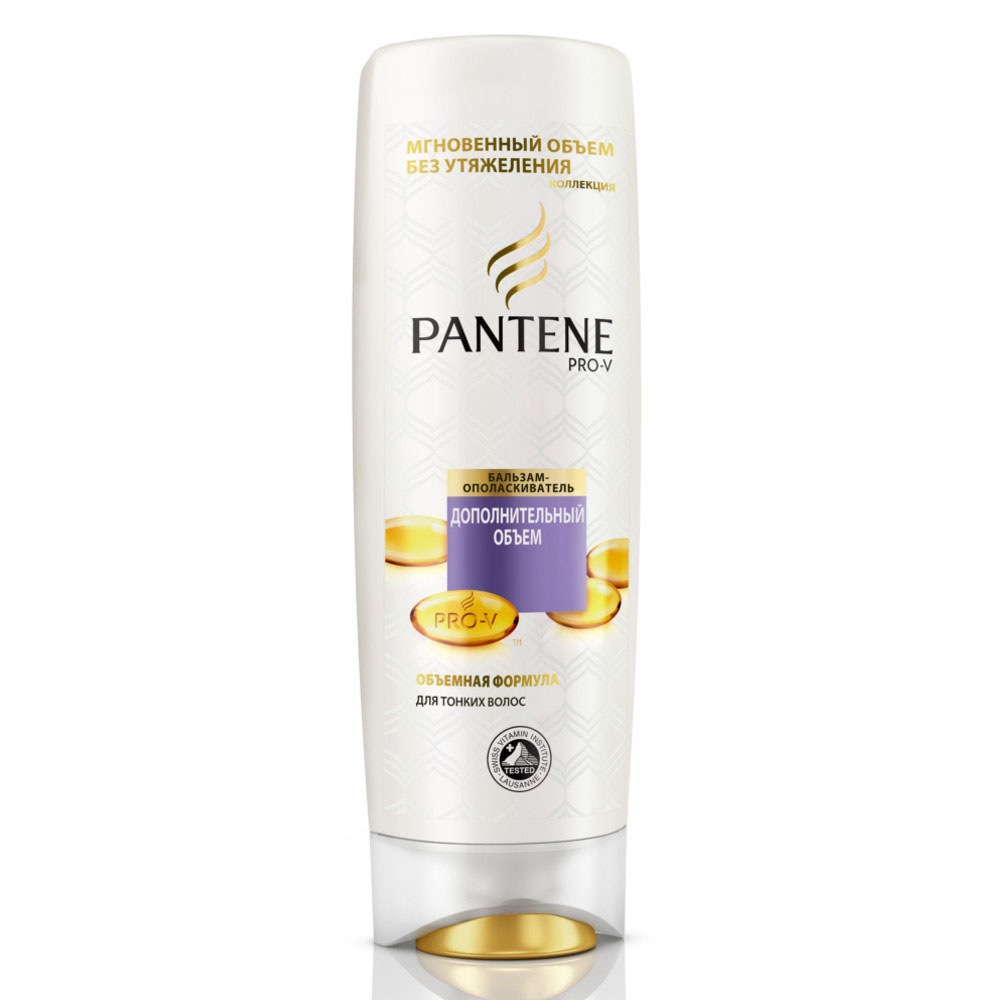 МГНОВЕННЫЙ ОБЪЕМ
БЕЗ УТЯЖЕЛЕНИЯ
КОЛЛЕКЦИЯ
PANTENE
PRO-V
БАЛЬЗАМ-
ОПОЛАСКИВАТЕЛЬ
ДОПОЛНИТЕЛЬНЫЙ
ОБЪЕМ
PRO-V
TM
ОБЪЕМНАЯ ФОРМУЛА
ДЛЯ ТОНКИХ ВОЛОС
SWISS VITAMIN INSTITUTE
TESTED
LAUSANNE